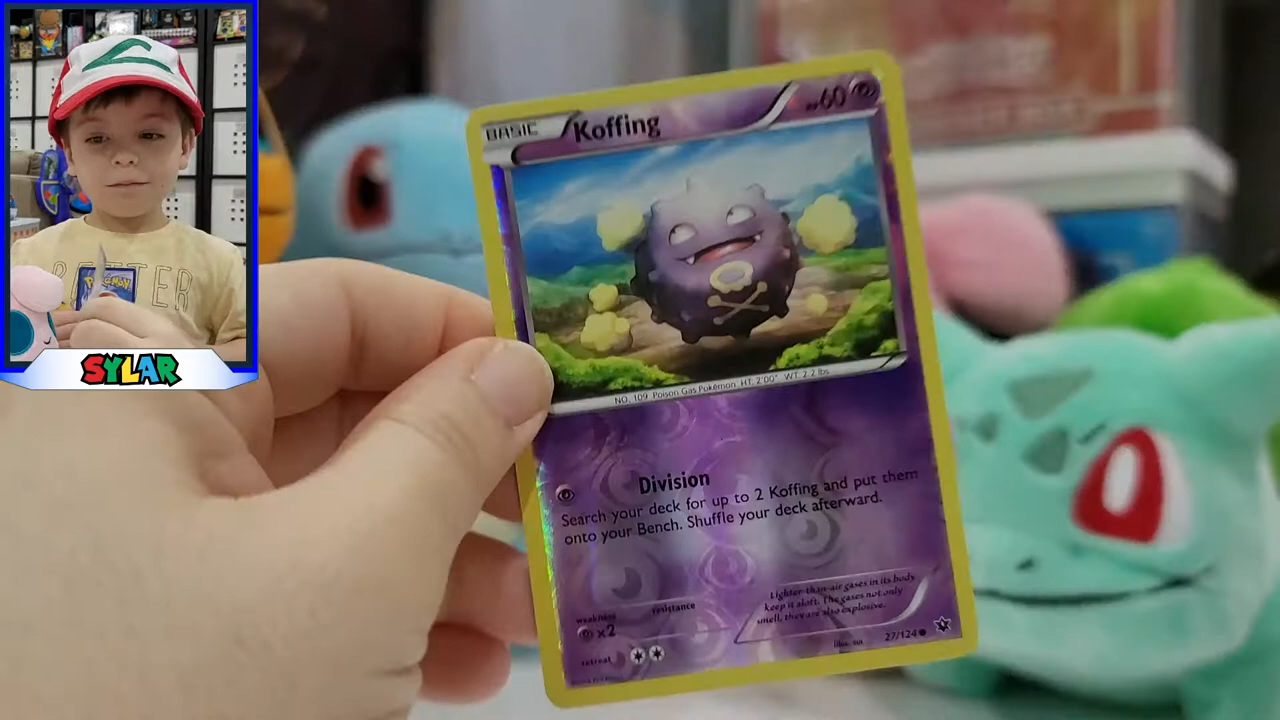 BETTER
POKéMON
SYLAR
BASIC Koffing HP60
NO. 109 Poison Gas Pokémon HT: 2'00" WT: 2.2 lbs
Division
Search your deck for up to 2 Koffing and put them
onto your Bench. Shuffle your deck afterward.
Lighter-than-air gases in its body
keep it aloft. The gases not only
smell, they are also explosive.
weakness resistance
x2
retreat
27/124